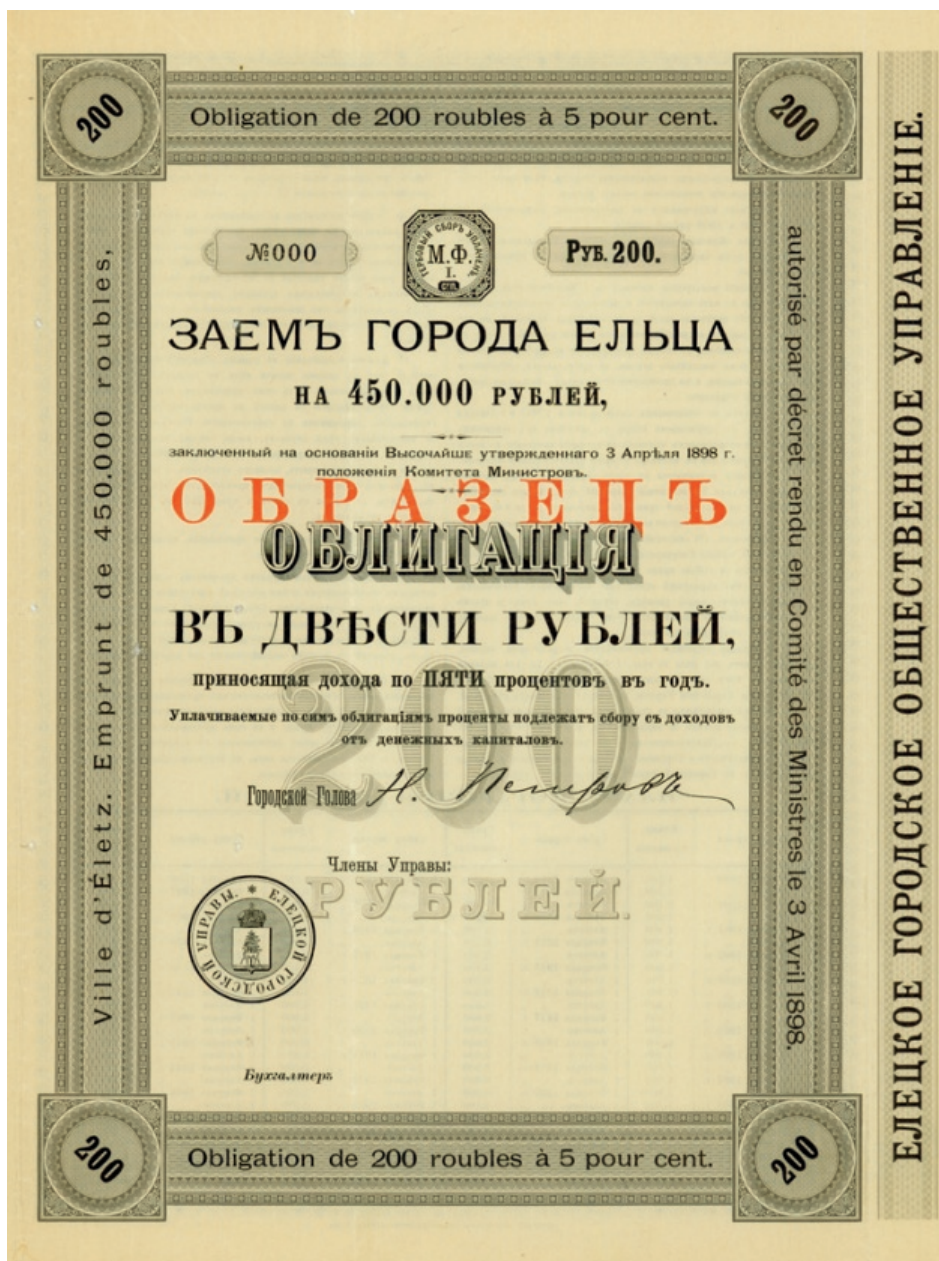 200
Obligation de 200 roubles à 5 pour cent.
200
№000
ГЕРБОВЫЙ СБОРЪ УПЛАЧЕНЪ.
М.Ф.
I.
СПБ.
Руб. 200.
ЗАЕМЪ ГОРОДА ЕЛЬЦА
НА 450.000 РУБЛЕЙ,
заключенный на основаніи Высочайше утвержденнаго 3 Апрѣля 1898 г.
положенія Комитета Министровъ.
ОБРАЗЕЦЪ
ОБЛИГАЦІЯ
ВЪ ДВѢСТИ РУБЛЕЙ,
приносящая дохода по ПЯТИ процентовъ въ годъ.
Уплачиваемые по симъ облигаціямъ проценты подлежатъ сбору съ доходовъ
отъ денежныхъ капиталовъ.
200
Городской Голова Н. Петровъ
Члены Управы:
РУБЛЕЙ.
ЕЛЕЦКОЙ ГОРОДСКОЙ УПРАВЫ.
Бухгалтеръ
200
Obligation de 200 roubles à 5 pour cent.
200
Ville d'Életz. Emprunt de 450.000 roubles,
autorisé par décret rendu en Comité des Ministres le 3 Avril 1898.
ЕЛЕЦКОЕ ГОРОДСКОЕ ОБЩЕСТВЕННОЕ УПРАВЛЕНІЕ.